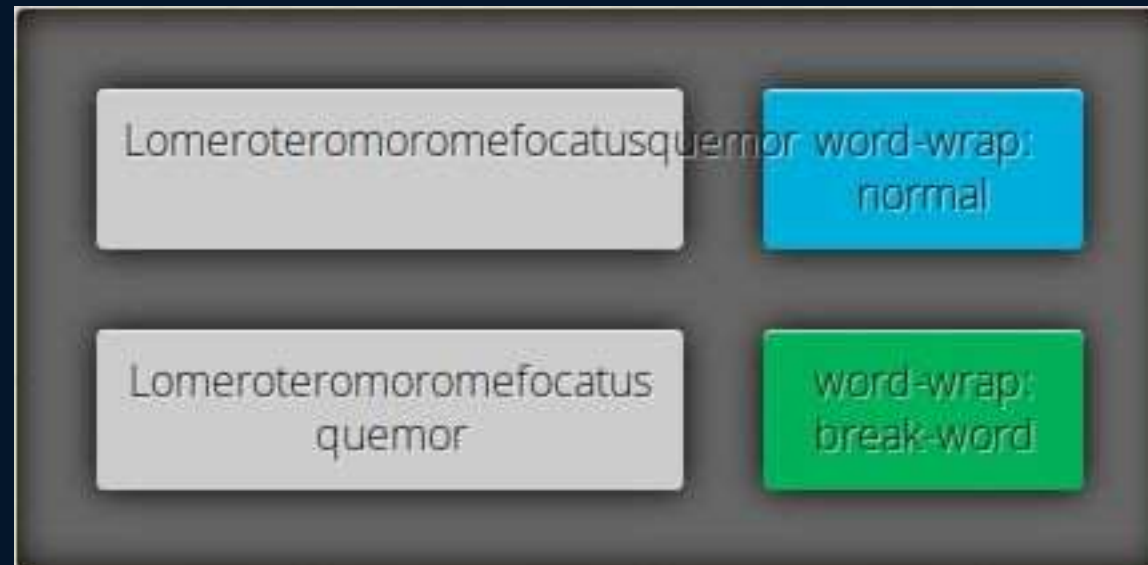 Lomeroteromoromefocatusquemor
word-wrap:
normal
Lomeroteromoromefocatus
quemor
word-wrap:
break-word